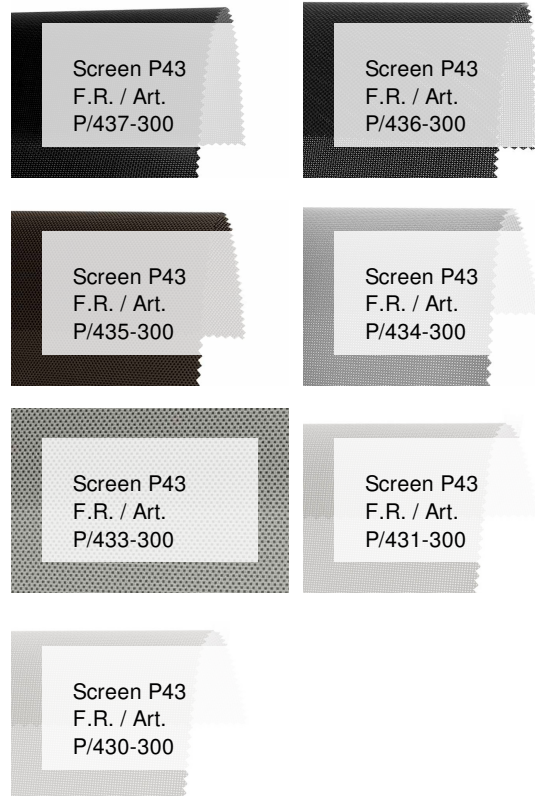 Screen P43
F.R. / Art.
P/437-300
Screen P43
F.R. / Art.
P/436-300
Screen P43
F.R. / Art.
P/435-300
Screen P43
F.R. / Art.
P/434-300
Screen P43
F.R. / Art.
P/433-300
Screen P43
F.R. / Art.
P/431-300
Screen P43
F.R. / Art.
P/430-300